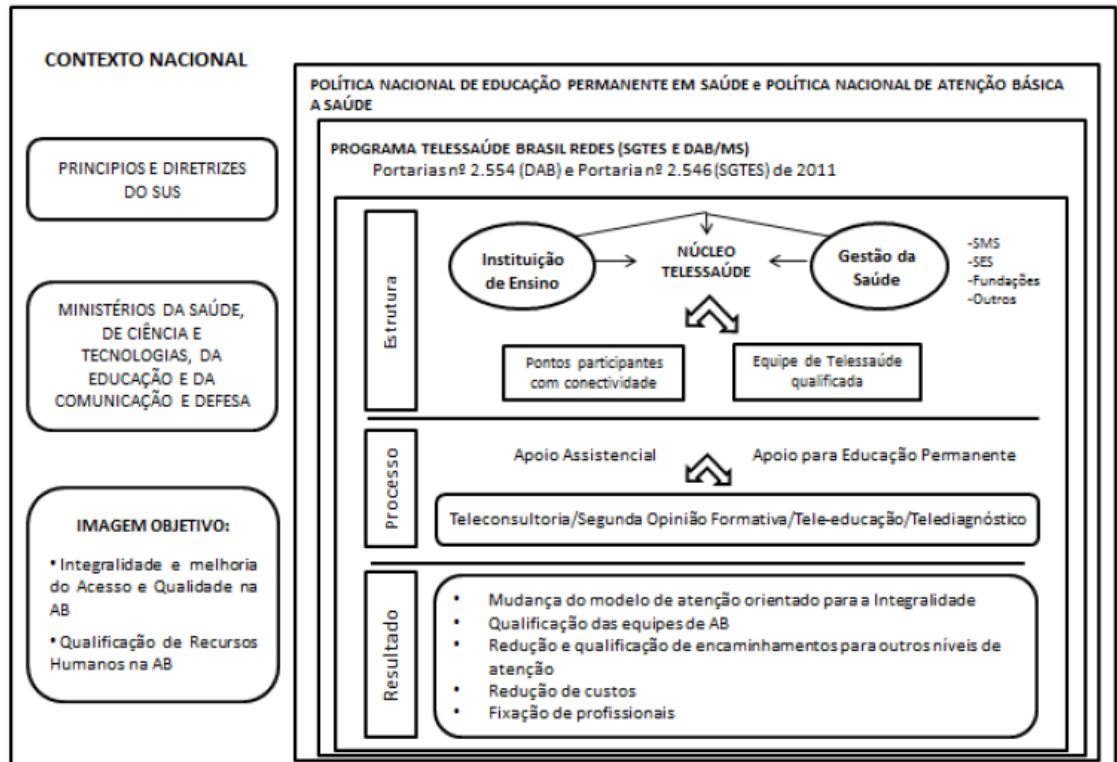 CONTEXTO NACIONAL
PRINCIPIOS E DIRETRIZES
DO SUS
MINISTÉRIOS DA SAÚDE,
DE CIÊNCIA E
TECNOLOGIAS, DA
EDUCAÇÃO E DA
COMUNICAÇÃO E DEFESA
IMAGEM OBJETIVO:
• Integralidade e melhoria
do Acesso e Qualidade na
AB
• Qualificação de Recursos
Humanos na AB
POLÍTICA NACIONAL DE EDUCAÇÃO PERMANENTE EM SAÚDE e POLÍTICA NACIONAL DE ATENÇÃO BÁSICA
A SAÚDE
PROGRAMA TELESSAÚDE BRASIL REDES (SGTES E DAB/MS)
Portarias nº 2.554 (DAB) e Portaria nº 2.546 (SGTES) de 2011
Estrutura
Instituição
de Ensino
NÚCLEO
TELESSAÚDE
Gestão da
Saúde
-SMS
-SES
-Fundações
-Outros
Pontos participantes
com conectividade
Equipe de Telessaúde
qualificada
Processo
Apoio Assistencial
Apoio para Educação Permanente
Teleconsultoria/Segunda Opinião Formativa/Tele-educação/Telediagnóstico
Resultado
• Mudança do modelo de atenção orientado para a Integralidade
• Qualificação das equipes de AB
• Redução e qualificação de encaminhamentos para outros níveis de
atenção
• Redução de custos
• Fixação de profissionais